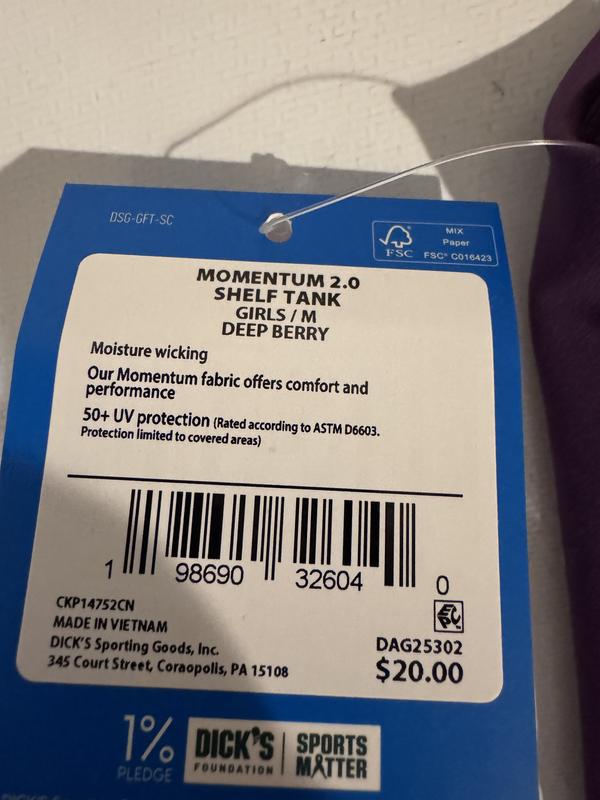 DSG-GFT-SC
FSC
MIX
Paper
FSC® C016423
MOMENTUM 2.0
SHELF TANK
GIRLS / M
DEEP BERRY
Moisture wicking
Our Momentum fabric offers comfort and
performance
50+ UV protection (Rated according to ASTM D6603.
Protection limited to covered areas)
1 98690 32604 0
CKP14752CN
MADE IN VIETNAM
DICK'S Sporting Goods, Inc.
345 Court Street, Coraopolis, PA 15108
DAG25302
$20.00
1%
PLEDGE
DICK'S
FOUNDATION
SPORTS
MATTER